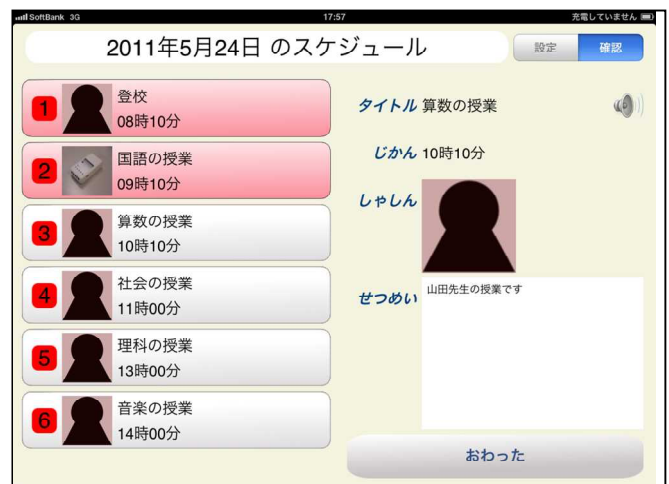 SoftBank 3G
17:57
充電していません
2011年5月24日 のスケジュール
設定
確認
1
登校
08時10分
2
国語の授業
09時10分
3
算数の授業
10時10分
4
社会の授業
11時00分
5
理科の授業
13時00分
6
音楽の授業
14時00分
タイトル 算数の授業
じかん 10時10分
しゃしん
せつめい
山田先生の授業です
おわった